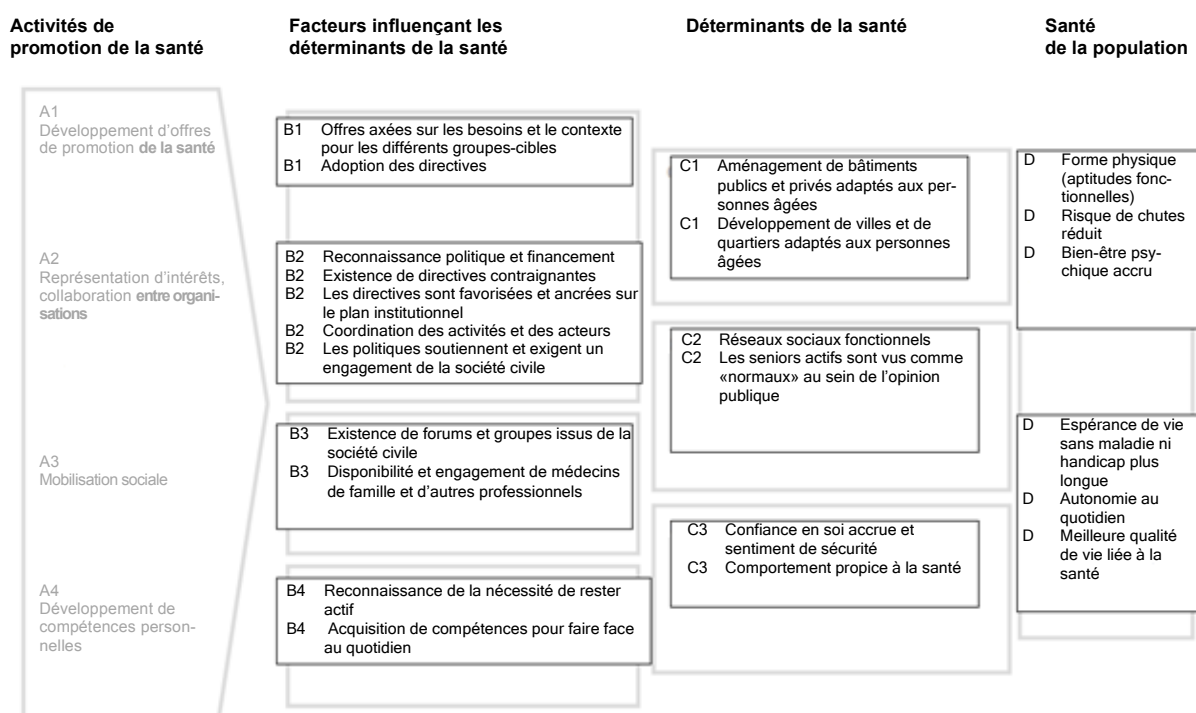 Activités de
promotion de la santé
Facteurs influençant les
déterminants de la santé
Déterminants de la santé
Santé
de la population
A1
Développement d’offres
de promotion de la santé
A2
Représentation d’intérêts,
collaboration entre organi-
sations
A3
Mobilisation sociale
A4
Développement de
compétences person-
nelles
B1 Offres axées sur les besoins et le contexte
pour les différents groupes-cibles
B1 Adoption des directives
B2 Reconnaissance politique et financement
B2 Existence de directives contraignantes
B2 Les directives sont favorisées et ancrées sur
le plan institutionnel
B2 Coordination des activités et des acteurs
B2 Les politiques soutiennent et exigent un
engagement de la société civile
B3 Existence de forums et groupes issus de la
société civile
B3 Disponibilité et engagement de médecins
de famille et d’autres professionnels
B4 Reconnaissance de la nécessité de rester
actif
B4 Acquisition de compétences pour faire face
au quotidien
C1 Aménagement de bâtiments
publics et privés adaptés aux per-
sonnes âgées
C1 Développement de villes et de
quartiers adaptés aux personnes
âgées
C2 Réseaux sociaux fonctionnels
C2 Les seniors actifs sont vus comme
«normaux» au sein de l’opinion
publique
C3 Confiance en soi accrue et
sentiment de sécurité
C3 Comportement propice à la santé
D Forme physique
(aptitudes fonc-
tionnelles)
D Risque de chutes
réduit
D Bien-être psy-
chique accru
D Espérance de vie
sans maladie ni
handicap plus
longue
D Autonomie au
quotidien
D Meilleure qualité
de vie liée à la
santé